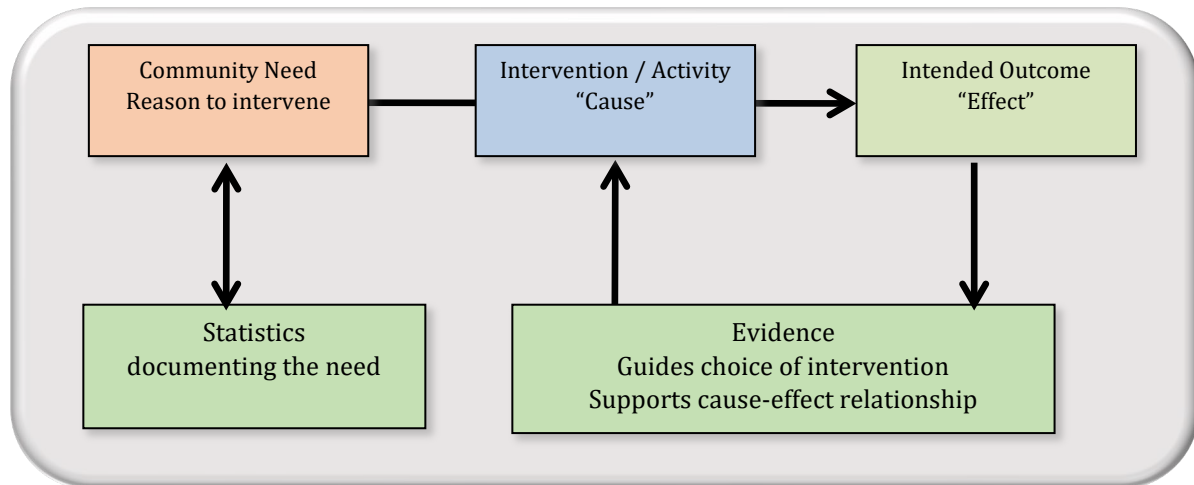 Community Need
Reason to intervene
Intervention / Activity
“Cause”
Intended Outcome
“Effect”
Statistics
documenting the need
Evidence
Guides choice of intervention
Supports cause-effect relationship